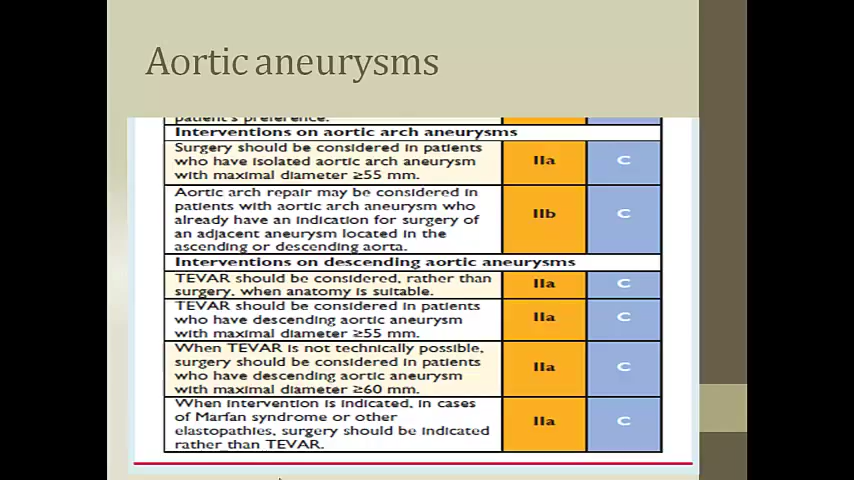 Aortic aneurysms
patient's preference.
Interventions on aortic arch aneurysms
Surgery should be considered in patients
who have isolated aortic arch aneurysm
with maximal diameter ≥55 mm.
IIa
C
Aortic arch repair may be considered in
patients with aortic arch aneurysm who
already have an indication for surgery of
an adjacent aneurysm located in the
ascending or descending aorta.
IIb
C
Interventions on descending aortic aneurysms
TEVAR should be considered, rather than
surgery, when anatomy is suitable.
IIa
C
TEVAR should be considered in patients
who have descending aortic aneurysm
with maximal diameter ≥55 mm.
IIa
C
When TEVAR is not technically possible,
surgery should be considered in patients
who have descending aortic aneurysm
with maximal diameter ≥60 mm.
IIa
C
When intervention is indicated, in cases
of Marfan syndrome or other
elastopathies, surgery should be indicated
rather than TEVAR.
IIa
C